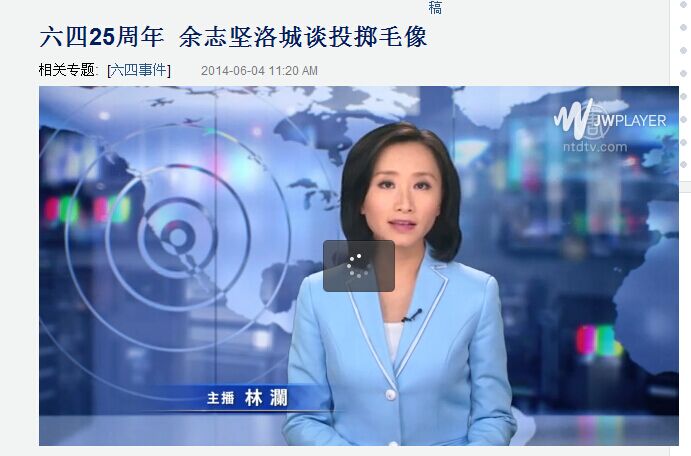 稿
六四25周年 余志坚洛城谈投掷毛像
相关专题: [六四事件] 2014-06-04 11:20 AM
JWPLAYER
ntdtv.com
主播 林瀾